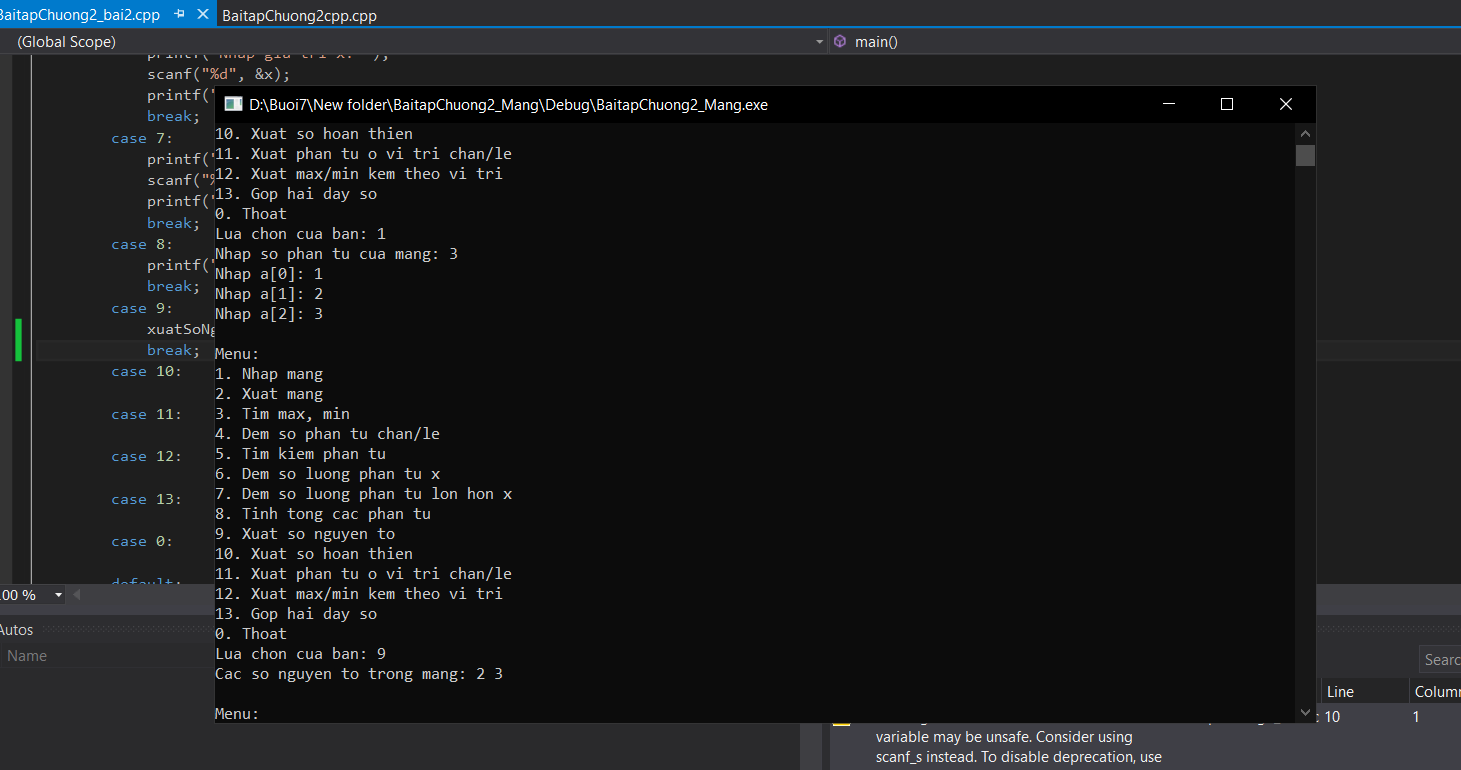 BaitapChuong2_bai2.cpp
BaitapChuong2cpp.cpp
(Global Scope)
main()
printf("Nhap gia tri x: ");
scanf("%d", &x);
printf("
break;
case 7:
printf("
scanf("%
printf("
break;
case 8:
printf("
break;
case 9:
xuatSoNg
break;
case 10:
case 11:
case 12:
case 13:
case 0:
default:
D:\Buoi7\New folder\BaitapChuong2_Mang\Debug\BaitapChuong2_Mang.exe
10. Xuat so hoan thien
11. Xuat phan tu o vi tri chan/le
12. Xuat max/min kem theo vi tri
13. Gop hai day so
0. Thoat
Lua chon cua ban: 1
Nhap so phan tu cua mang: 3
Nhap a[0]: 1
Nhap a[1]: 2
Nhap a[2]: 3
Menu:
1. Nhap mang
2. Xuat mang
3. Tim max, min
4. Dem so phan tu chan/le
5. Tim kiem phan tu
6. Dem so luong phan tu x
7. Dem so luong phan tu lon hon x
8. Tinh tong cac phan tu
9. Xuat so nguyen to
10. Xuat so hoan thien
11. Xuat phan tu o vi tri chan/le
12. Xuat max/min kem theo vi tri
13. Gop hai day so
0. Thoat
Lua chon cua ban: 9
Cac so nguyen to trong mang: 2 3
Menu:
.00 %
Autos
Name
Searc
Line
Colum
10
1
variable may be unsafe. Consider using
scanf_s instead. To disable deprecation, use